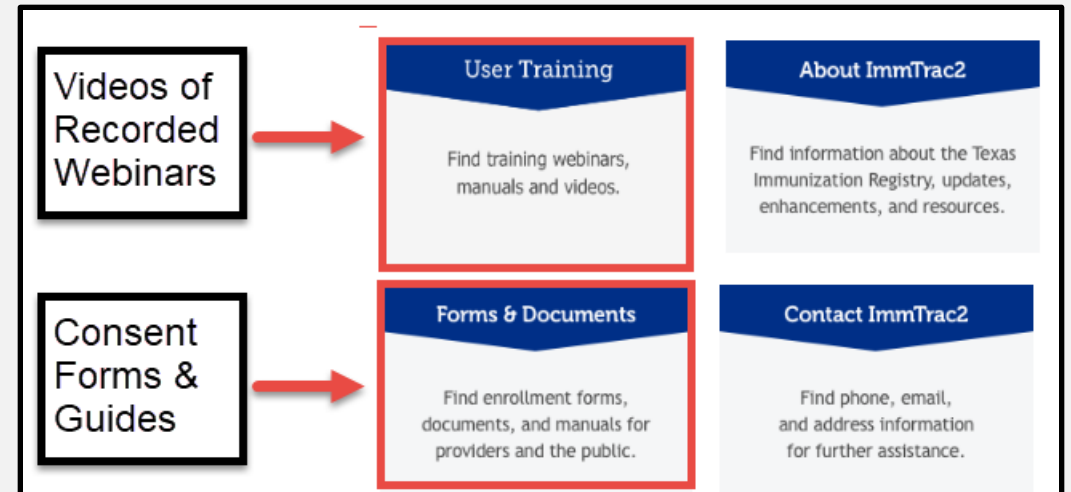 Videos of
Recorded
Webinars
User Training
Find training webinars,
manuals and videos.
About ImmTrac2
Find information about the Texas
Immunization Registry, updates,
enhancements, and resources.
Consent
Forms &
Guides
Forms & Documents
Find enrollment forms,
documents, and manuals for
providers and the public.
Contact ImmTrac2
Find phone, email,
and address information
for further assistance.